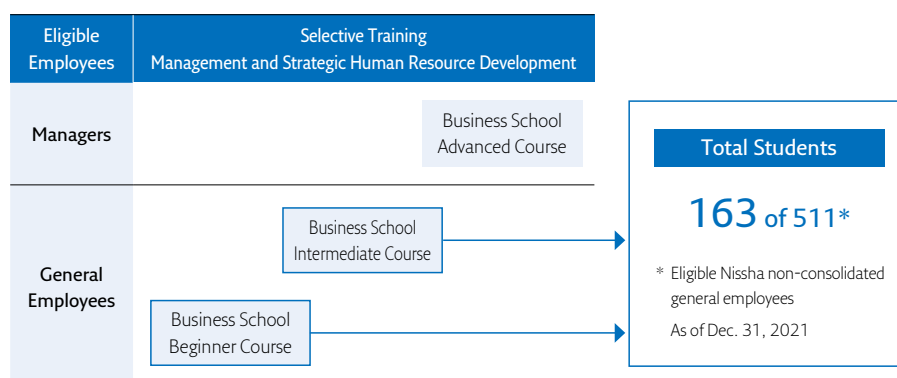 Eligible
Employees
Selective Training
Management and Strategic Human Resource Development
Managers
Business School
Advanced Course
General
Employees
Business School
Intermediate Course
Business School
Beginner Course
Total Students
163 of 511*
* Eligible Nissha non-consolidated
general employees
As of Dec. 31, 2021